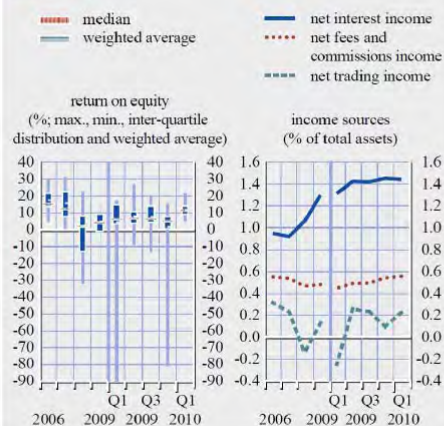 median
weighted average
net interest income
net fees and
commissions income
net trading income
return on equity
(%; max., min., inter-quartile
distribution and weighted average)
40 40
30 30
20 20
10 10
0 0
-10 -10
-20 -20
-30 -30
-40 -40
-50 -50
-60 -60
-70 -70
-80 -80
-90 -90
Q1 Q3 Q1
2006 2009 2009 2010
income sources
(% of total assets)
1.6 1.6
1.4 1.4
1.2 1.2
1.0 1.0
0.8 0.8
0.6 0.6
0.4 0.4
0.2 0.2
0.0 0.0
-0.2 -0.2
-0.4 -0.4
Q1 Q3 Q1
2006 2009 2009 2010